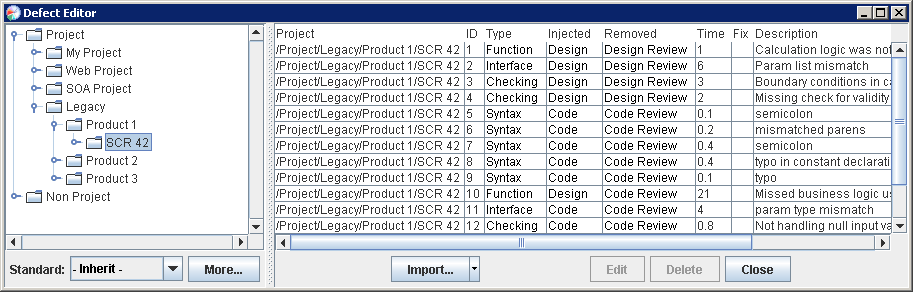 Defect Editor
Project
My Project
Web Project
SOA Project
Legacy
Product 1
SCR 42
Product 2
Product 3
Non Project
Standard: - Inherit - More...
Project ID Type Injected Removed Time Fix Description
/Project/Legacy/Product 1/SCR 42 1 Function Design Design Review 1 Calculation logic was not
/Project/Legacy/Product 1/SCR 42 2 Interface Design Design Review 6 Param list mismatch
/Project/Legacy/Product 1/SCR 42 3 Checking Design Design Review 3 Boundary conditions in ca
/Project/Legacy/Product 1/SCR 42 4 Checking Design Design Review 2 Missing check for validity
/Project/Legacy/Product 1/SCR 42 5 Syntax Code Code Review 0.1 semicolon
/Project/Legacy/Product 1/SCR 42 6 Syntax Code Code Review 0.2 mismatched parens
/Project/Legacy/Product 1/SCR 42 7 Syntax Code Code Review 0.4 semicolon
/Project/Legacy/Product 1/SCR 42 8 Syntax Code Code Review 0.4 typo in constant declarati
/Project/Legacy/Product 1/SCR 42 9 Syntax Code Code Review 0.1 typo
/Project/Legacy/Product 1/SCR 42 10 Function Design Code Review 21 Missed business logic us
/Project/Legacy/Product 1/SCR 42 11 Interface Code Code Review 4 param type mismatch
/Project/Legacy/Product 1/SCR 42 12 Checking Code Code Review 0.8 Not handling null input va
Import... Edit Delete Close